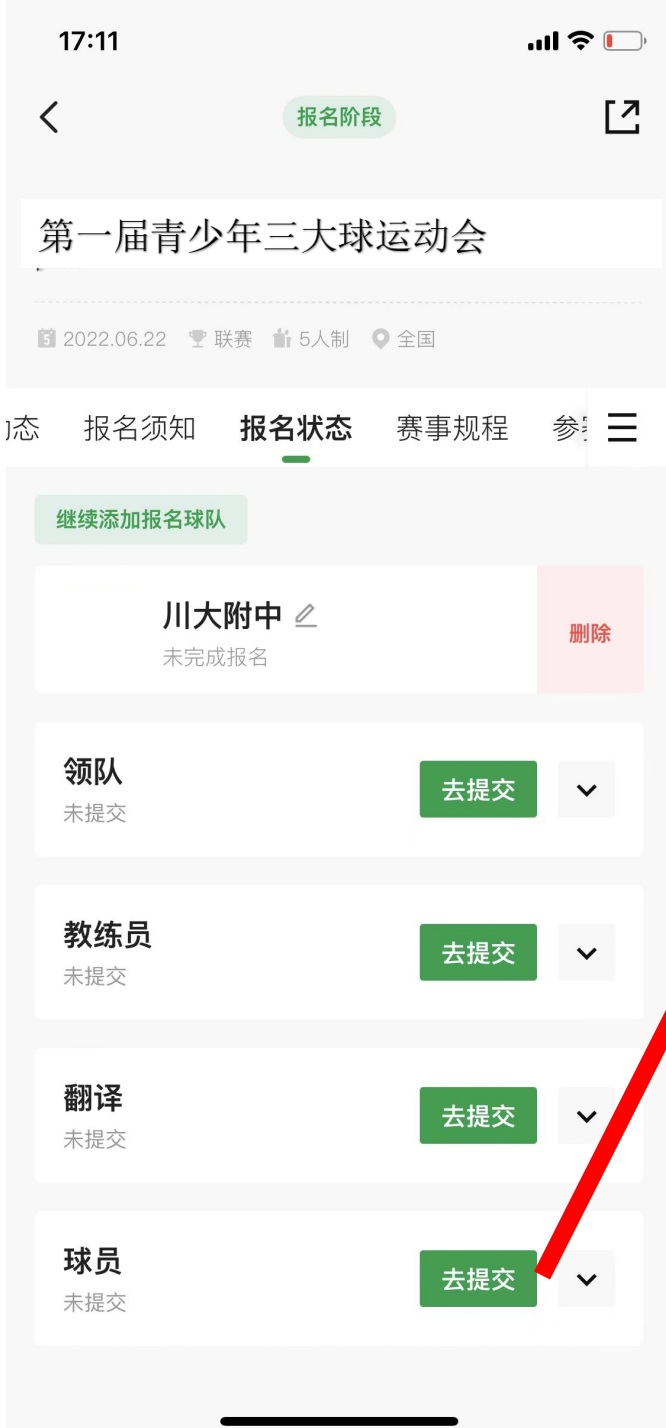 17:11
报名阶段
第一届青少年三大球运动会
5 2022.06.22 联赛 5人制 全国
报名须知 报名状态 赛事规程 参
继续添加报名球队
川大附中
未完成报名
删除
领队
未提交
去提交
教练员
未提交
去提交
翻译
未提交
去提交
球员
未提交
去提交